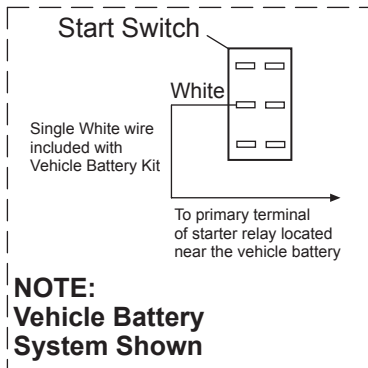 Start Switch
White
Single White wire
included with
Vehicle Battery Kit
To primary terminal
of starter relay located
near the vehicle battery
NOTE:
Vehicle Battery
System Shown